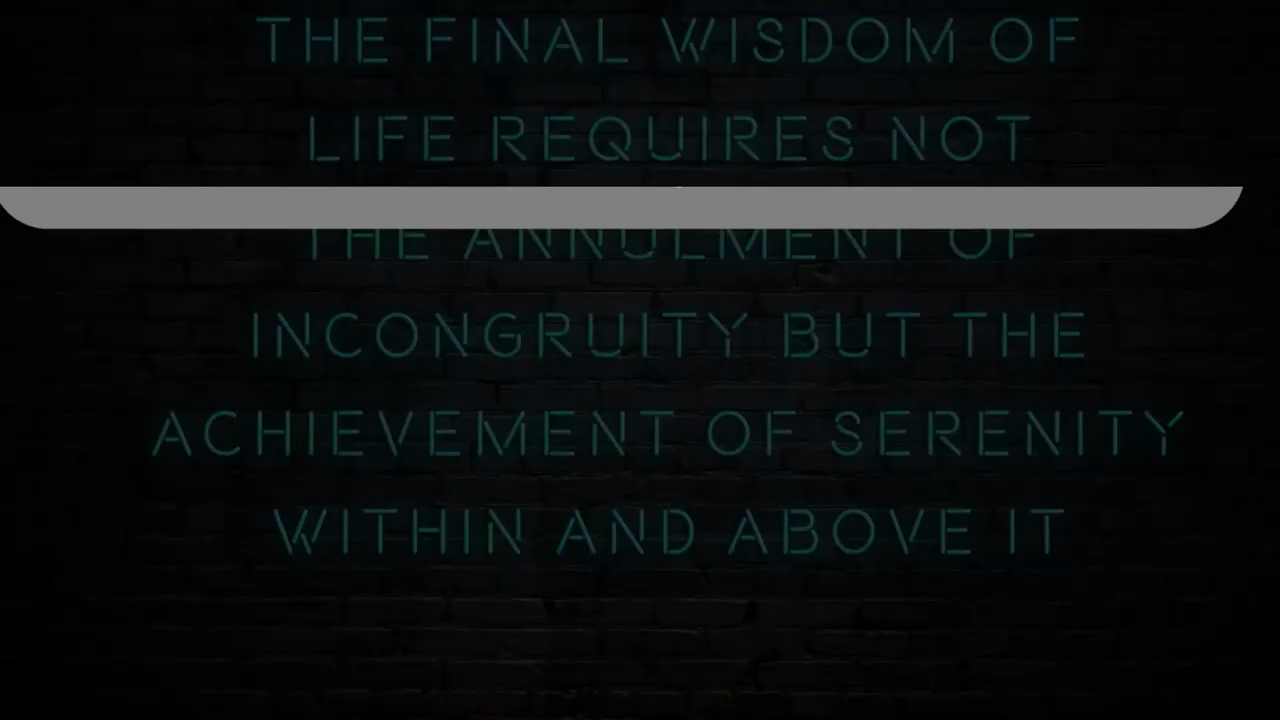 THE FINAL WISDOM OF
LIFE REQUIRES NOT
THE ANNULMENT OF
INCONGRUITY BUT THE
ACHIEVEMENT OF SERENITY
WITHIN AND ABOVE IT